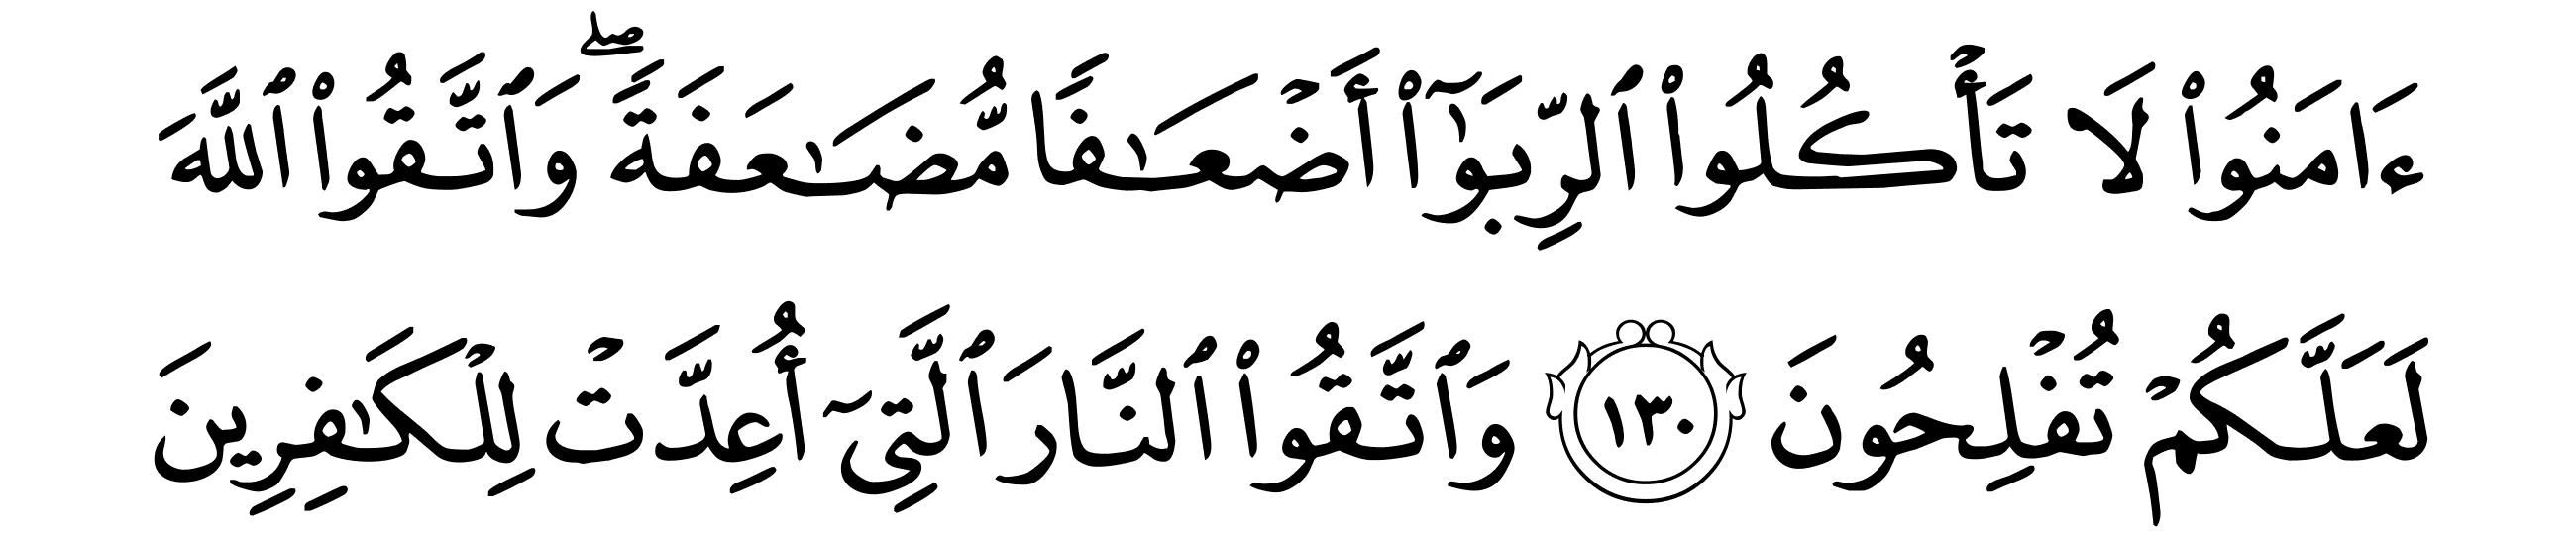 ءَامَنُوا۟ لَا تَأْكُلُوا۟ ٱلرِّبَوٰٓا۟ أَضْعَـٰفًا مُّضَـٰعَفَةً ۖ وَٱتَّقُوا۟ ٱللَّهَ
لَعَلَّكُمْ تُفْلِحُونَ ١٣٠ وَٱتَّقُوا۟ ٱلنَّارَ ٱلَّتِىٓ أُعِدَّتْ لِلْكَـٰفِرِينَ